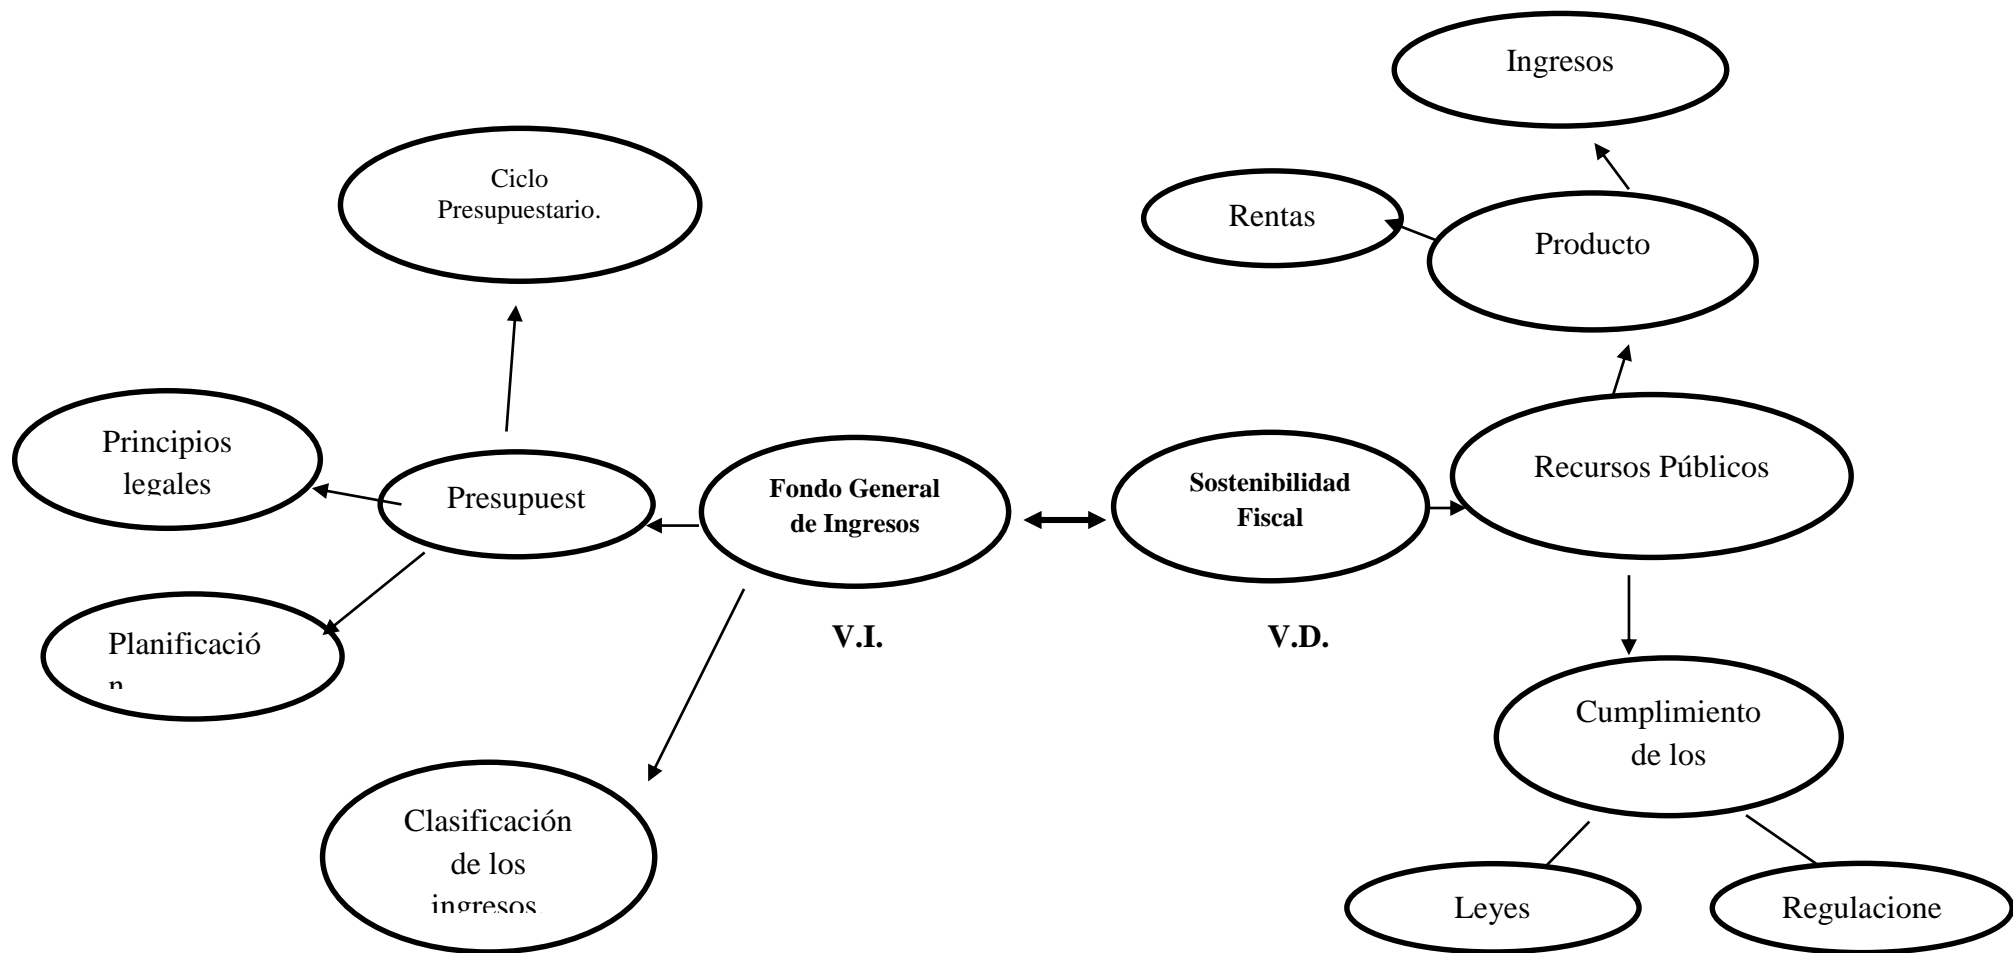 Ingresos
Ciclo
Presupuestario.
Rentas
Producto
Principios
legales
Presupuest
Fondo General
de Ingresos
Sostenibilidad
Fiscal
Recursos Públicos
V.I.
V.D.
Planificació
n
Cumplimiento
de los
Clasificación
de los
ingresos.
Leyes
Regulacione